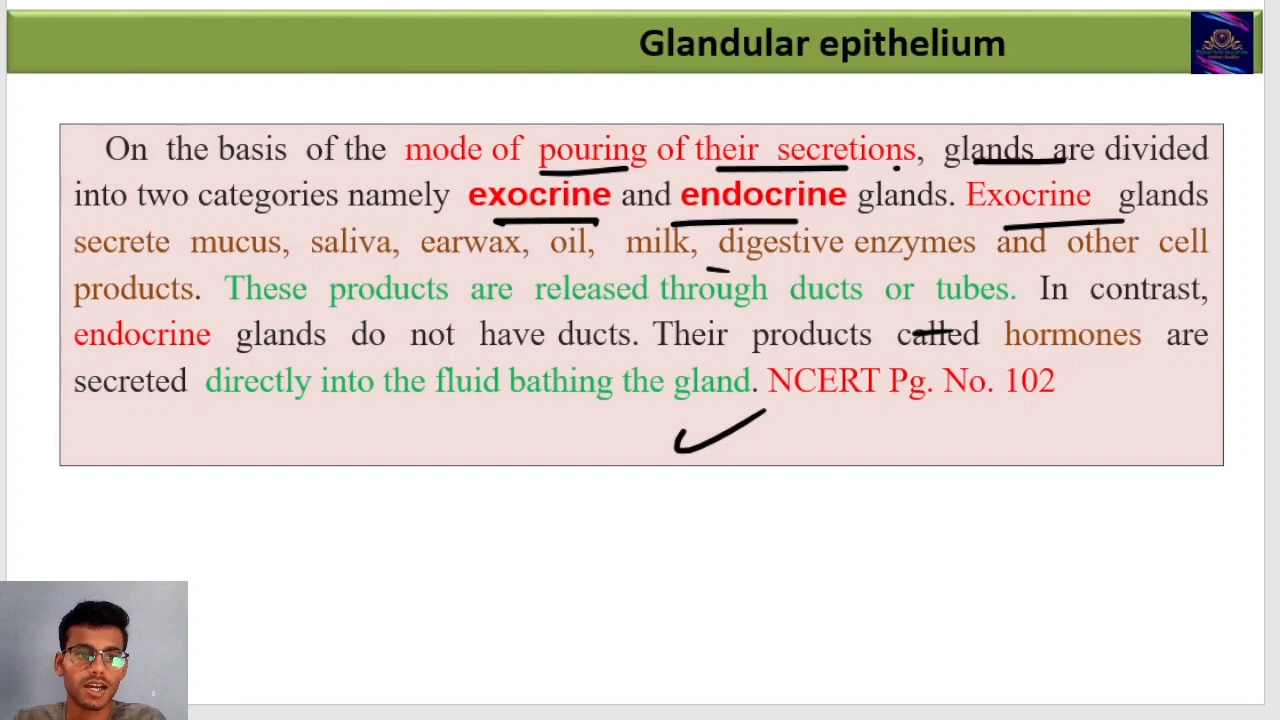 Glandular epithelium
On the basis of the mode of pouring of their secretions, glands are divided
into two categories namely exocrine and endocrine glands. Exocrine glands
secrete mucus, saliva, earwax, oil, milk, digestive enzymes and other cell
products. These products are released through ducts or tubes. In contrast,
endocrine glands do not have ducts. Their products called hormones are
secreted directly into the fluid bathing the gland. NCERT Pg. No. 102